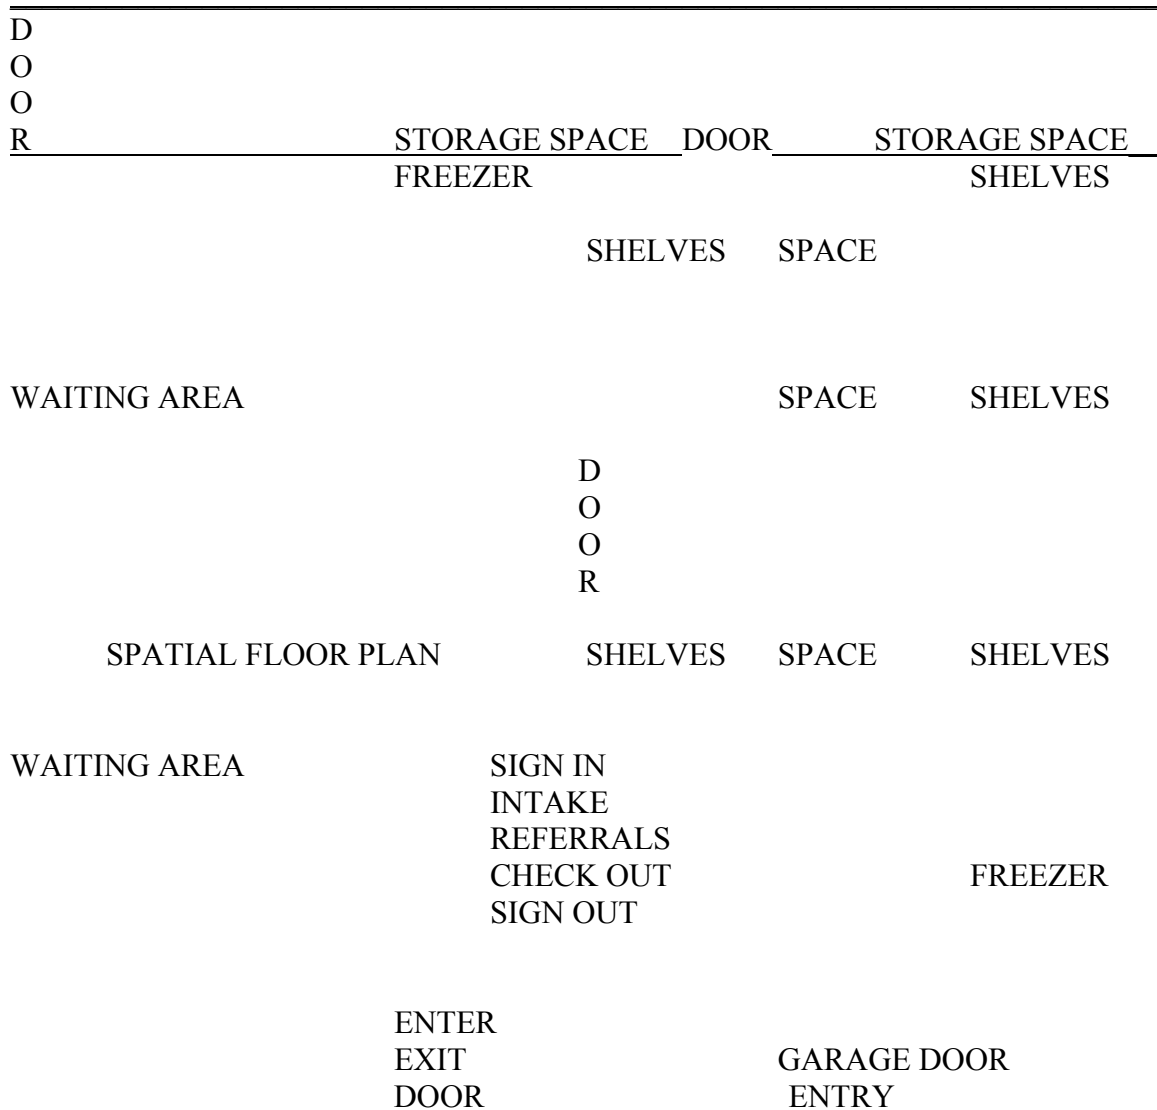 D
O
O
R STORAGE SPACE DOOR STORAGE SPACE
FREEZER SHELVES
SHELVES SPACE
WAITING AREA SPACE SHELVES
D
O
O
R
SPATIAL FLOOR PLAN SHELVES SPACE SHELVES
WAITING AREA SIGN IN
INTAKE
REFERRALS
CHECK OUT FREEZER
SIGN OUT
ENTER
EXIT GARAGE DOOR
DOOR ENTRY